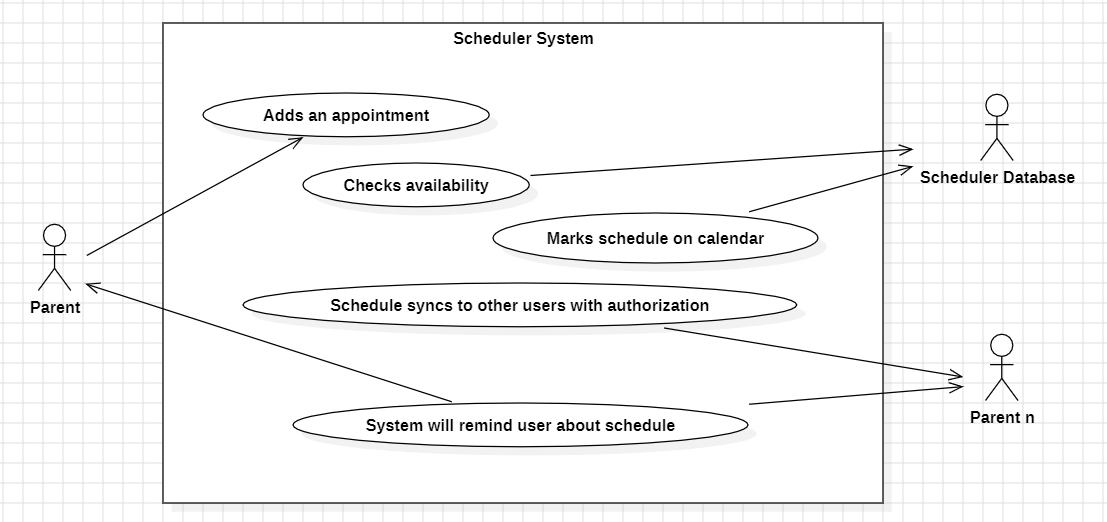 Scheduler System
Adds an appointment
Checks availability
Scheduler Database
Marks schedule on calendar
Parent
Schedule syncs to other users with authorization
Parent n
System will remind user about schedule